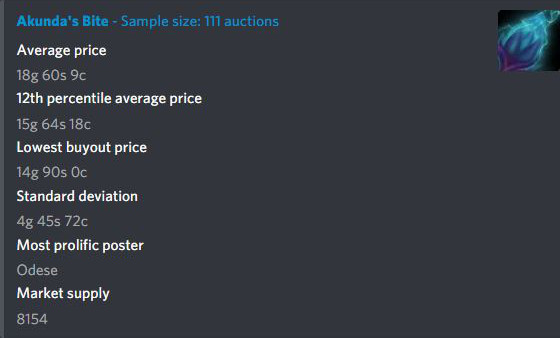 Akunda's Bite - Sample size: 111 auctions
Average price
18g 60s 9c
12th percentile average price
15g 64s 18c
Lowest buyout price
14g 90s 0c
Standard deviation
4g 45s 72c
Most prolific poster
Odese
Market supply
8154